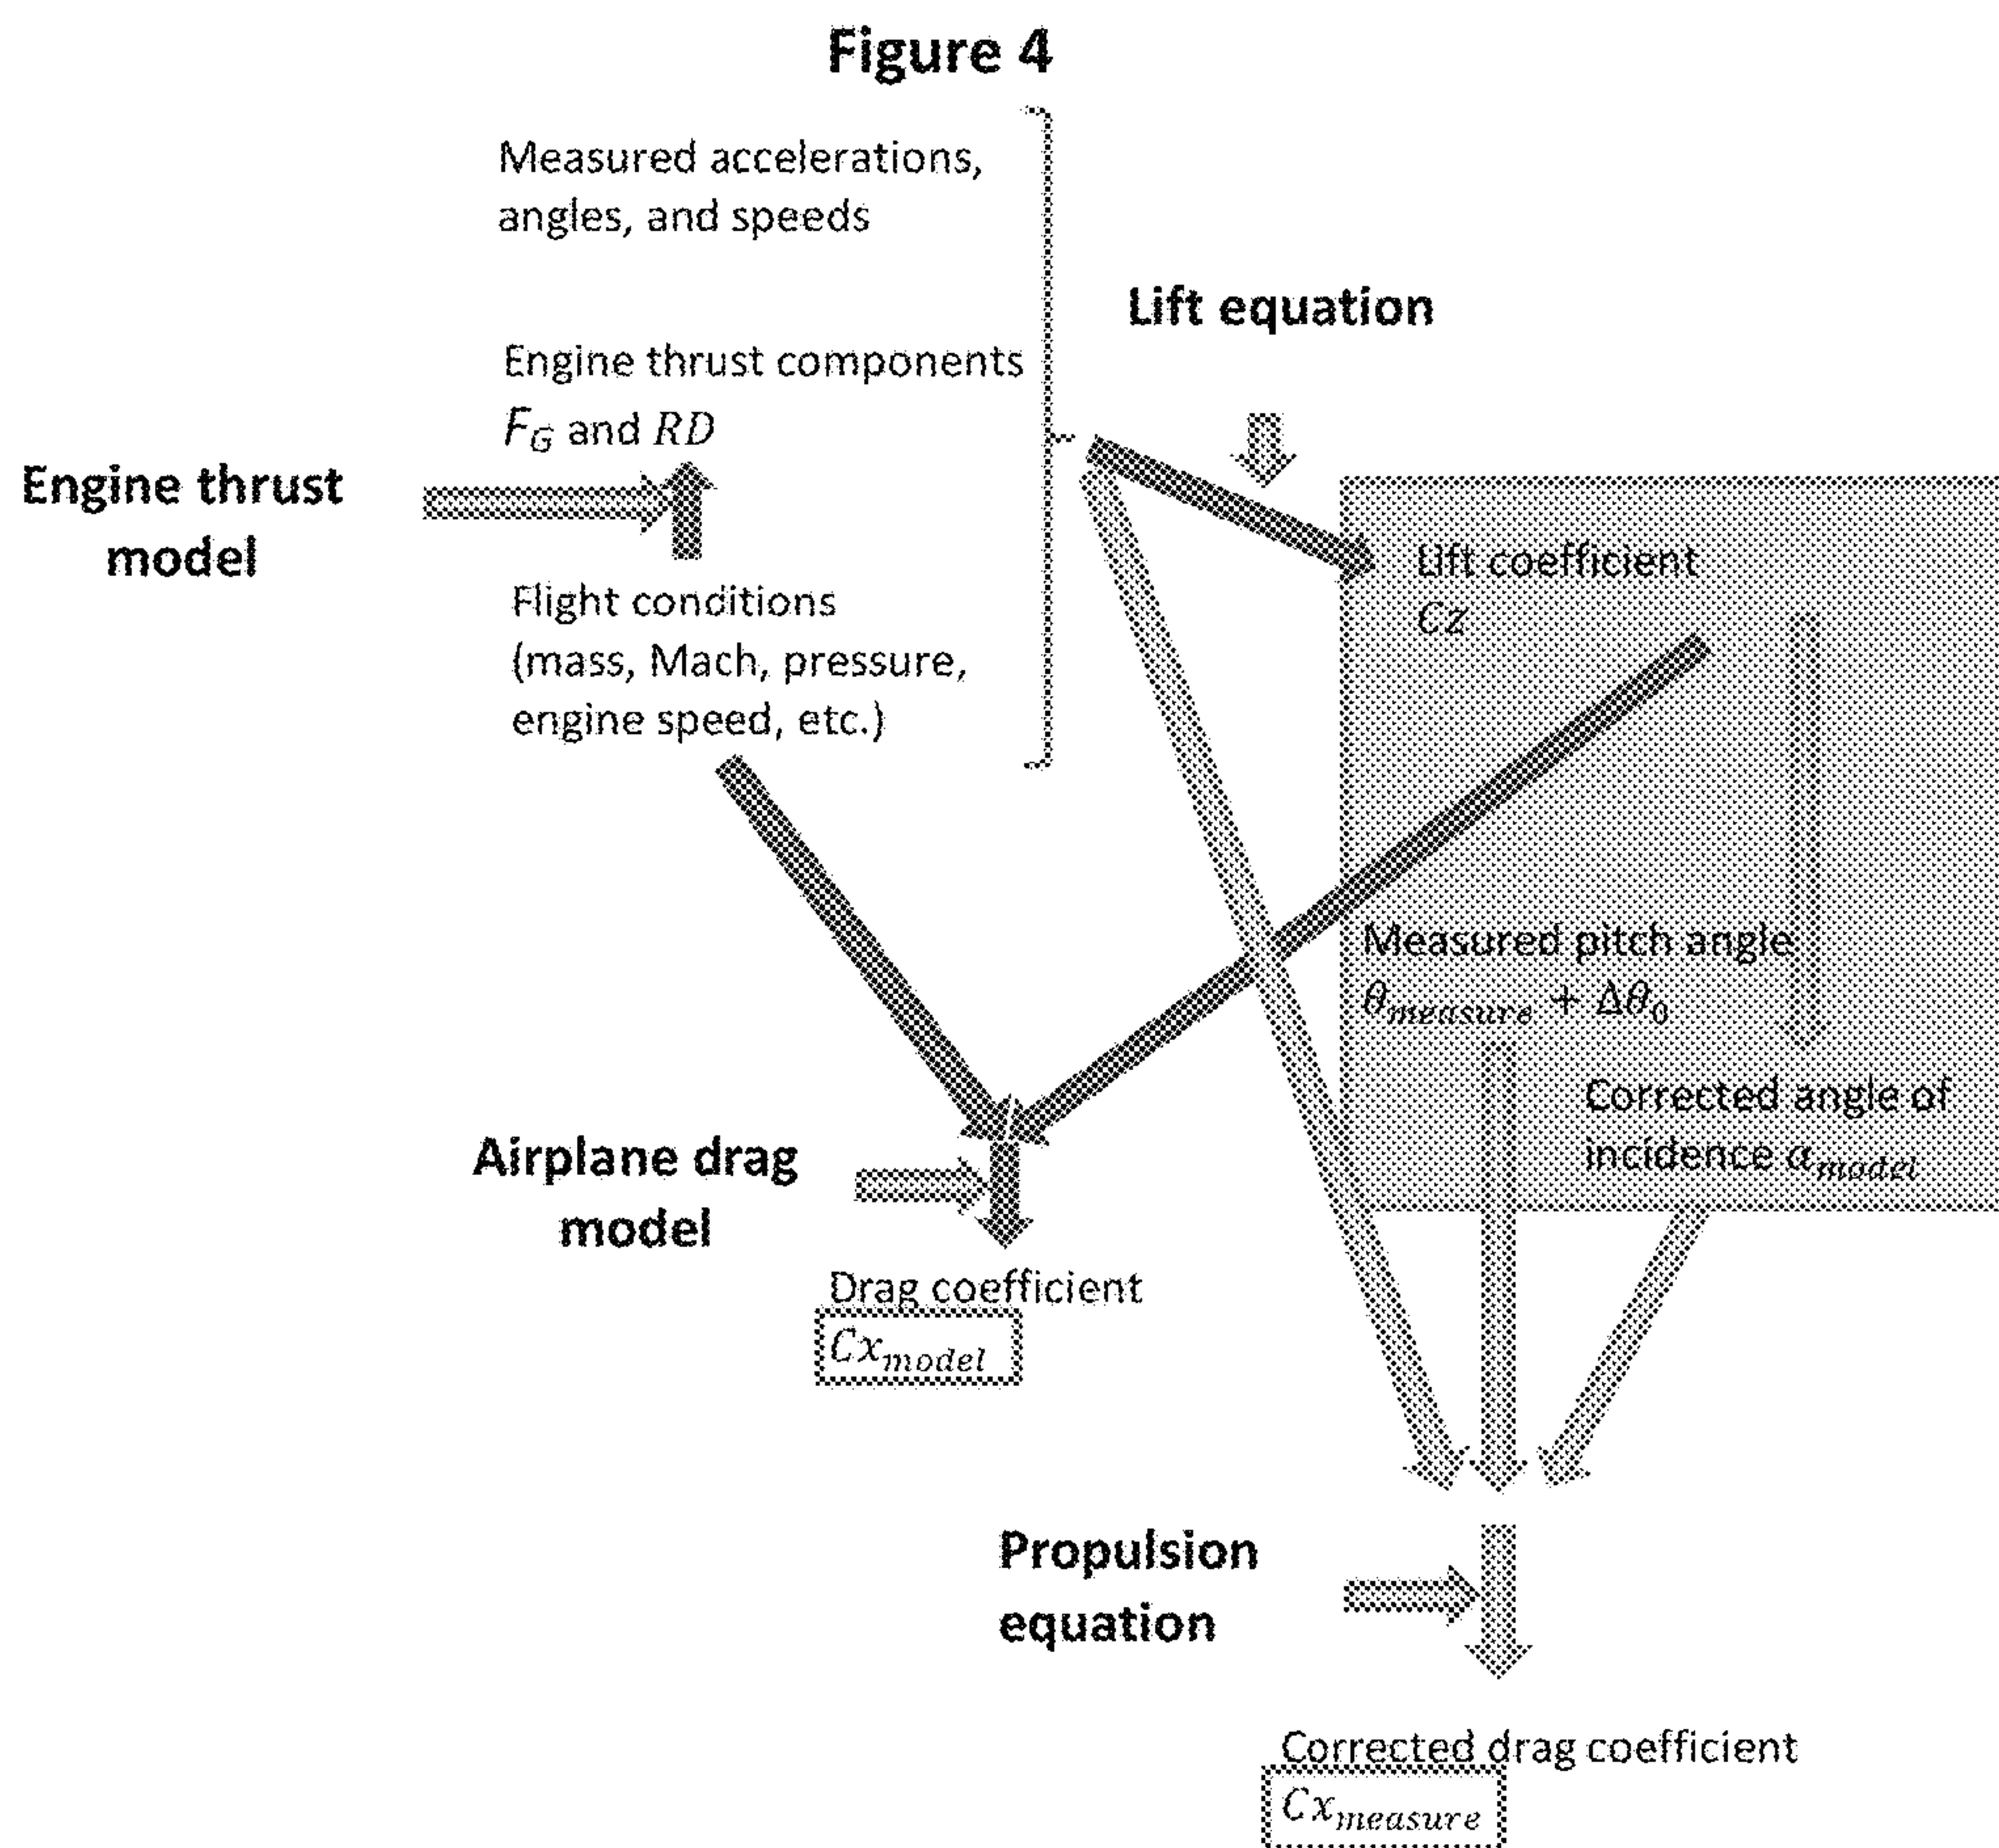 Figure 4
Measured accelerations,
angles, and speeds
Lift equation
Engine thrust components
F_G and RD
Engine thrust
model
Lift coefficient
Cz
Flight conditions
(mass, Mach, pressure,
engine speed, etc.)
Measured pitch angle
θ_measure + Δθ_0
Corrected angle of
incidence α_model
Airplane drag
model
Drag coefficient
Cx_model
Propulsion
equation
Corrected drag coefficient
Cx_measure